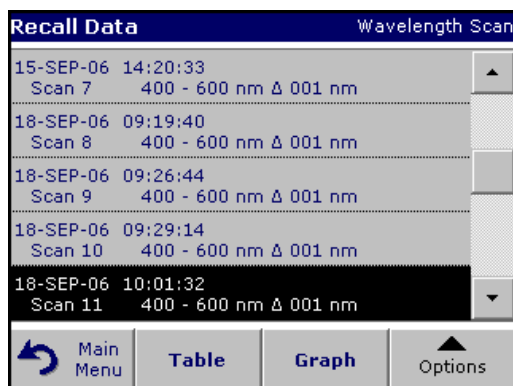 Recall Data Wavelength Scan
15-SEP-06 14:20:33
Scan 7 400 - 600 nm Δ 001 nm
18-SEP-06 09:19:40
Scan 8 400 - 600 nm Δ 001 nm
18-SEP-06 09:26:44
Scan 9 400 - 600 nm Δ 001 nm
18-SEP-06 09:29:14
Scan 10 400 - 600 nm Δ 001 nm
18-SEP-06 10:01:32
Scan 11 400 - 600 nm Δ 001 nm
Main
Menu
Table
Graph
Options